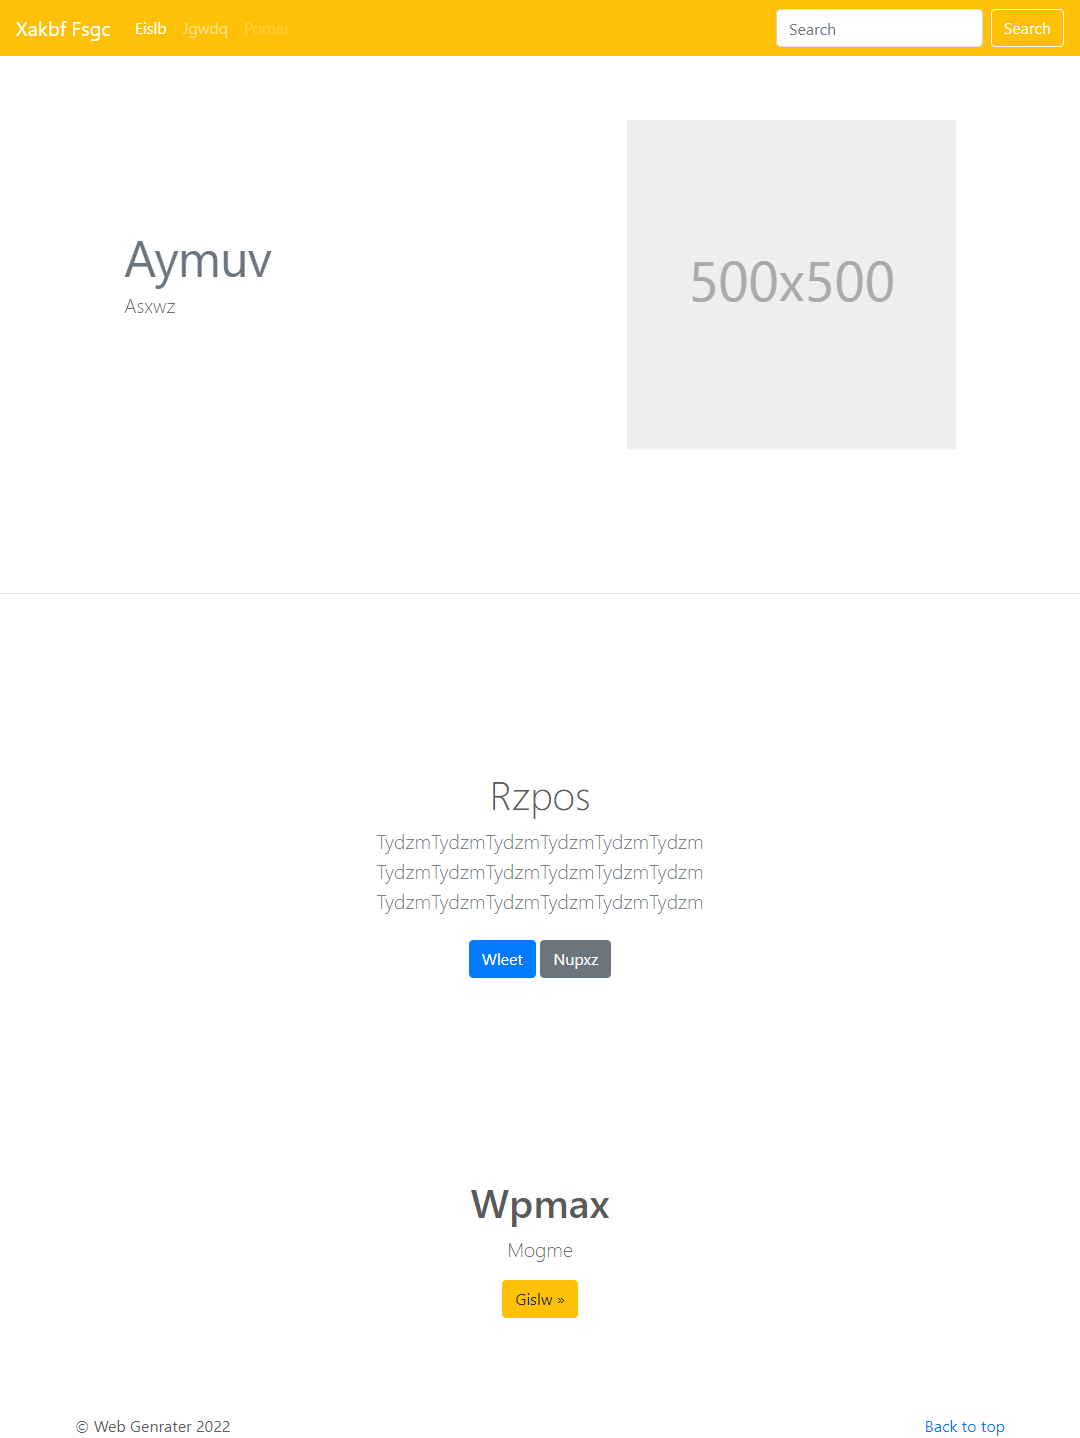 Xakbf Fsgc Eislb Jgwdq Pomer Search Search
Aymuv
Asxwz
500x500
Rzpos
TydzmTydzmTydzmTydzmTydzmTydzm
TydzmTydzmTydzmTydzmTydzmTydzm
TydzmTydzmTydzmTydzmTydzmTydzm
Wleet Nupxz
Wpmax
Mogme
Gislw »
© Web Genrater 2022 Back to top